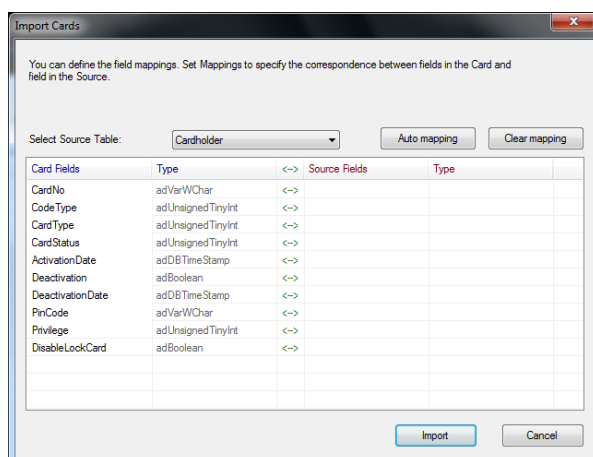 Import Cards
You can define the field mappings. Set Mappings to specify the correspondence between fields in the Card and
field in the Source.
Select Source Table: Cardholder Auto mapping Clear mapping
Card Fields Type <--> Source Fields Type
CardNo adVarWChar <-->
CodeType adUnsignedTinyInt <-->
CardType adUnsignedTinyInt <-->
CardStatus adUnsignedTinyInt <-->
ActivationDate adDBTimeStamp <-->
Deactivation adBoolean <-->
DeactivationDate adDBTimeStamp <-->
PinCode adVarWChar <-->
Privilege adUnsignedTinyInt <-->
DisableLockCard adBoolean <-->
Import Cancel